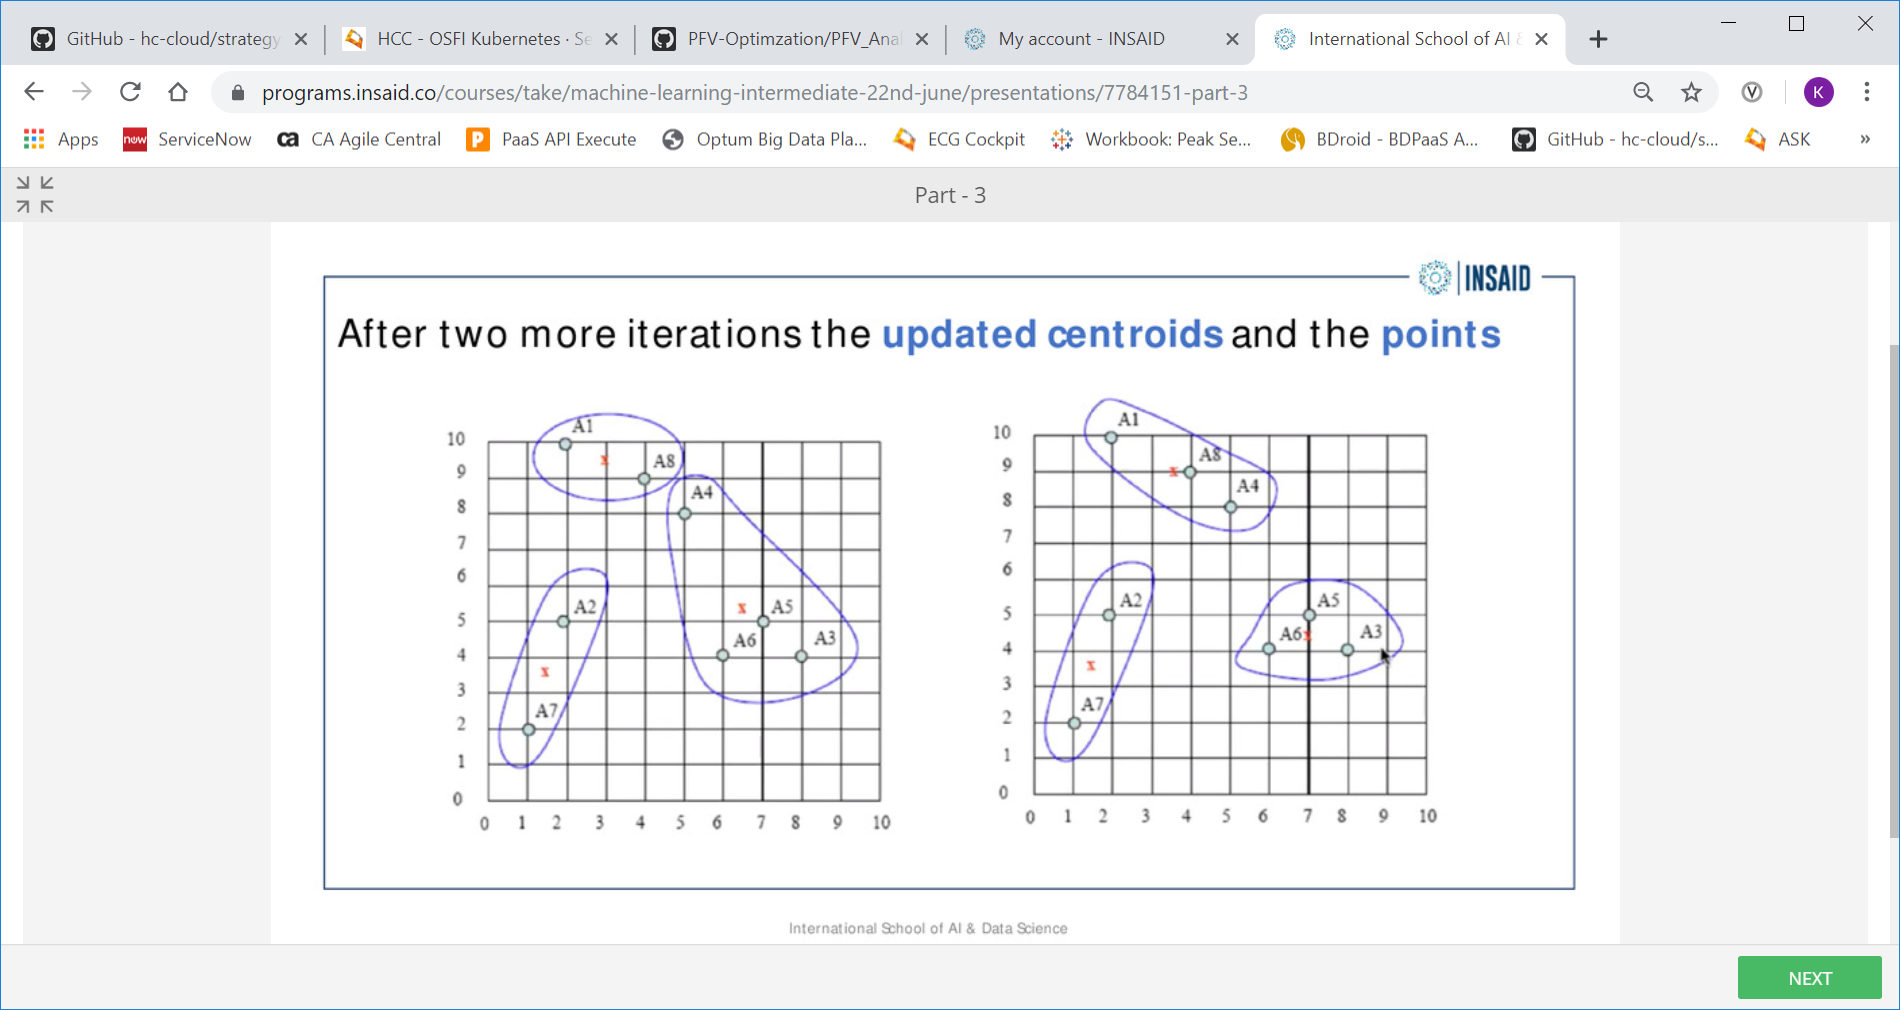 GitHub - hc-cloud/strategy
HCC - OSFI Kubernetes · Se
PFV-Optimzation/PFV_Anal
My account - INSAID
International School of AI &
programs.insaid.co/courses/take/machine-learning-intermediate-22nd-june/presentations/7784151-part-3
K
Apps
now ServiceNow
ca CA Agile Central
P PaaS API Execute
Optum Big Data Pla...
ECG Cockpit
Workbook: Peak Se...
BDroid - BDPaaS A...
GitHub - hc-cloud/s...
ASK
»
Part - 3
INSAID
After two more iterations the updated centroids and the points
10
9
8
7
6
5
4
3
2
1
0
0 1 2 3 4 5 6 7 8 9 10
A1
x
A8
A4
A2
x A5
A6 A3
x
A7
10
9
8
7
6
5
4
3
2
1
0
0 1 2 3 4 5 6 7 8 9 10
A1
A8
x
A4
A2 A5
A6x A3
x
A7
International School of AI & Data Science
NEXT